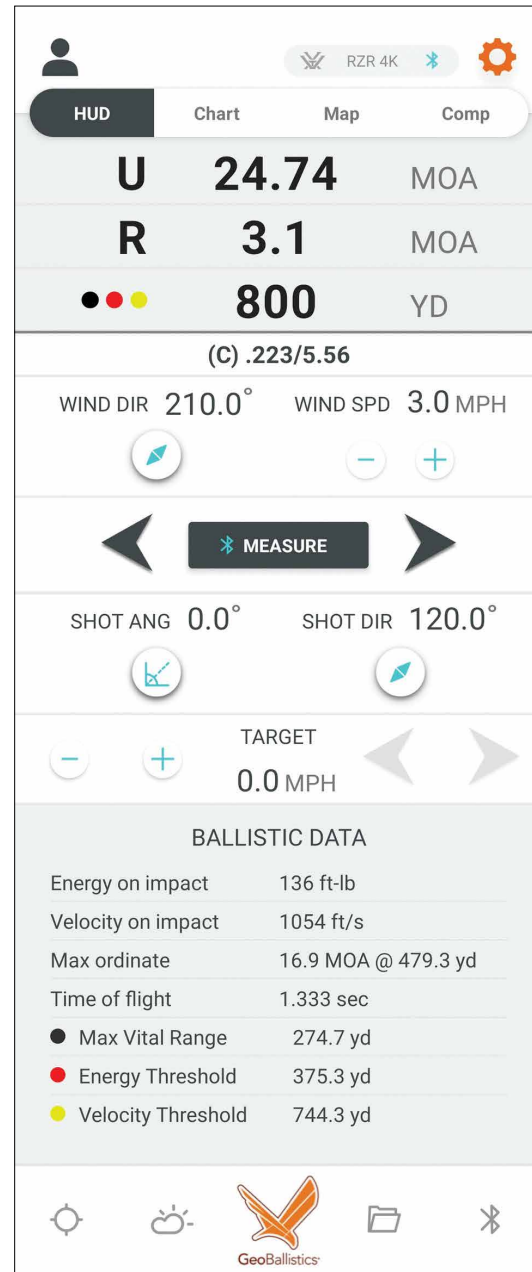 RZR 4K
HUD Chart Map Comp
U 24.74 MOA
R 3.1 MOA
800 YD
(C) .223/5.56
WIND DIR 210.0° WIND SPD 3.0 MPH
MEASURE
SHOT ANG 0.0° SHOT DIR 120.0°
TARGET
0.0 MPH
BALLISTIC DATA
Energy on impact 136 ft-lb
Velocity on impact 1054 ft/s
Max ordinate 16.9 MOA @ 479.3 yd
Time of flight 1.333 sec
Max Vital Range 274.7 yd
Energy Threshold 375.3 yd
Velocity Threshold 744.3 yd
GeoBallistics